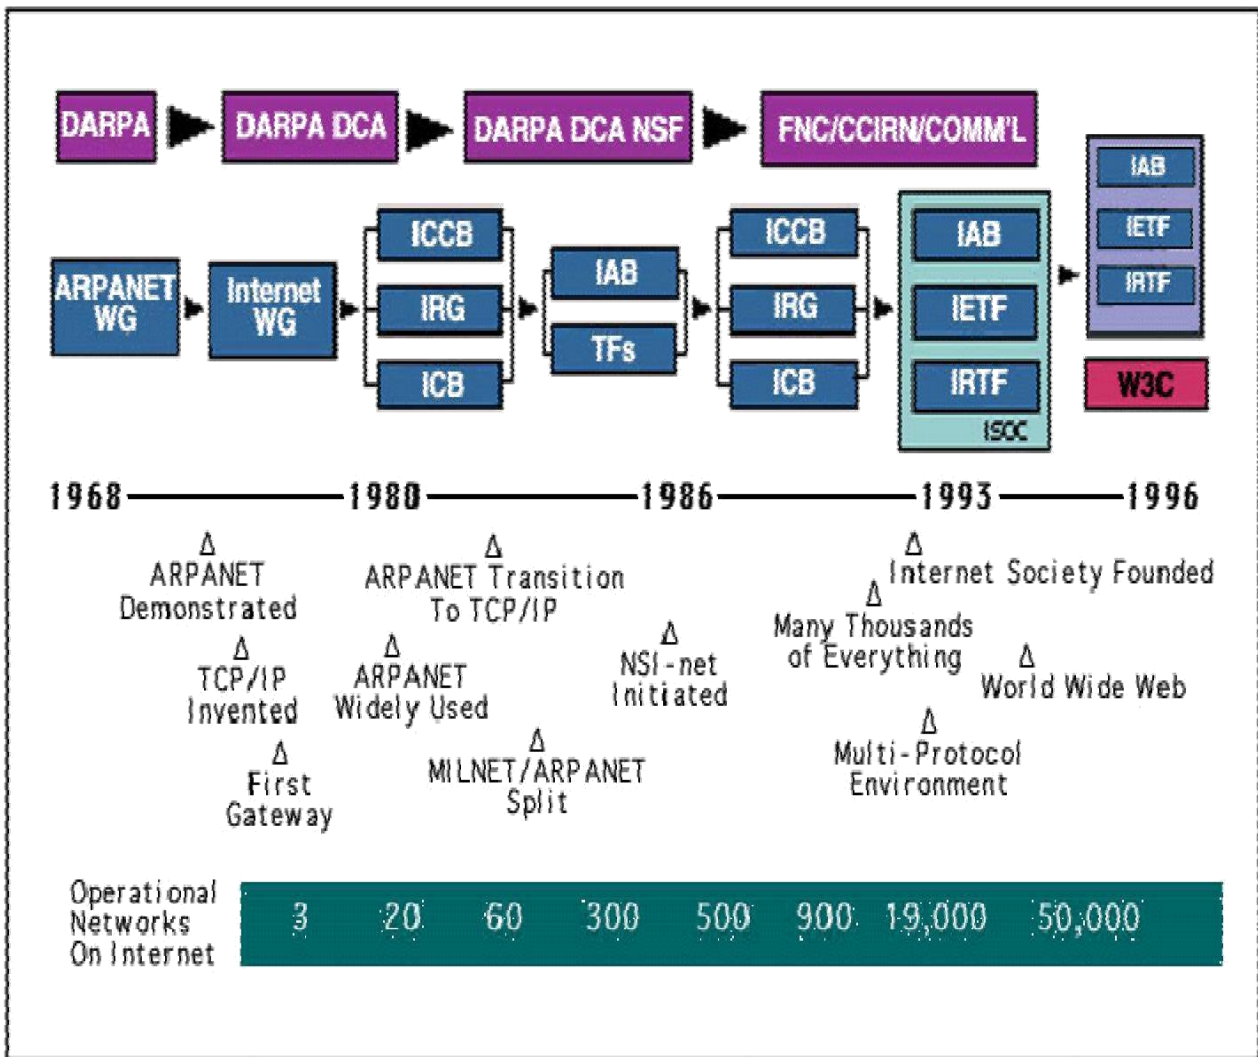 DARPA
DARPA DCA
DARPA DCA NSF
FNC/CCIRN/COMM'L
ARPANET
WG
Internet
WG
ICCB
IRG
ICB
IAB
TFs
ICCB
IRG
ICB
IAB
IETF
IRTF
ISOC
IAB
IETF
IRTF
W3C
1968
1980
1986
1993
1996
ARPANET
Demonstrated
ARPANET Transition
To TCP/IP
Internet Society Founded
TCP/IP
Invented
ARPANET
Widely Used
NSI-net
Initiated
Many Thousands
of Everything
World Wide Web
First
Gateway
MILNET/ARPANET
Split
Multi-Protocol
Environment
Operational
Networks
On Internet
3 20 60 300 500 900 19,000 50,000